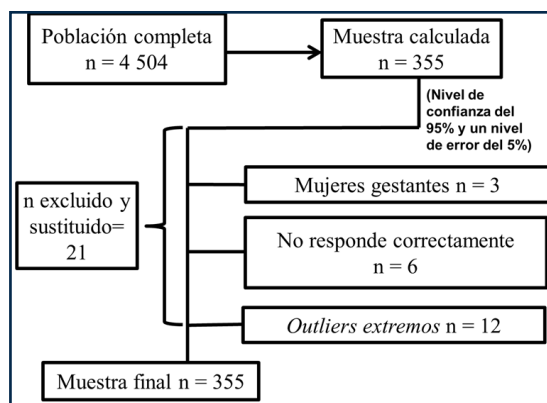 Población completa
n = 4 504
Muestra calculada
n = 355
(Nivel de
confianza del
95% y un nivel
de error del 5%)
n excluido y
sustituido=
21
Mujeres gestantes n = 3
No responde correctamente
n = 6
Outliers extremos n = 12
Muestra final n = 355